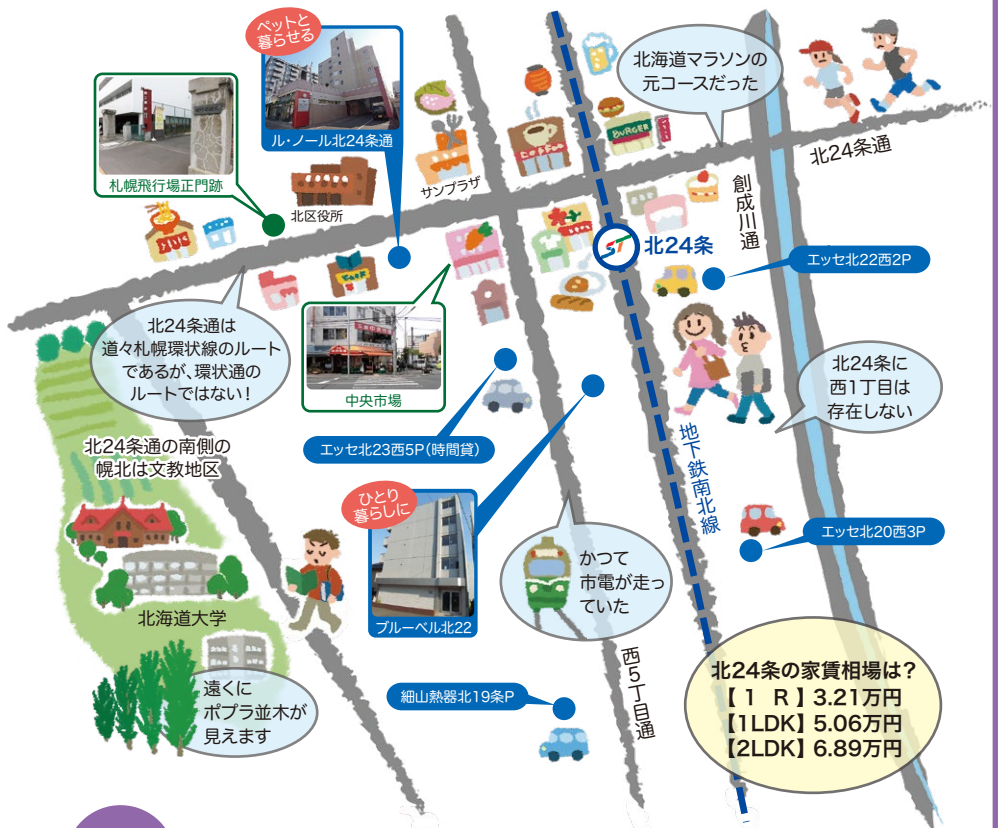 ペットと
暮らせる
ル・ノール北24条通
札幌飛行場正門跡
北区役所
サンプラザ
BURGER
北海道マラソンの
元コースだった
北24条通
創成川通
ST
北24条
エッセ北22西2P
北24条通は
道々札幌環状線のルート
であるが、環状通の
ルートではない!
中央市場
北24条に
西1丁目は
存在しない
エッセ北23西5P(時間貸)
北24条通の南側の
幌北は文教地区
地下鉄南北線
ひとり
暮らしに
ブルーベル北22
かつて
市電が走っ
ていた
エッセ北20西3P
北海道大学
遠くに
ポプラ並木が
見えます
細山熱器北19条P
西5丁目通
北24条の家賃相場は?
【 1 R 】3.21万円
【1LDK】5.06万円
【2LDK】6.89万円